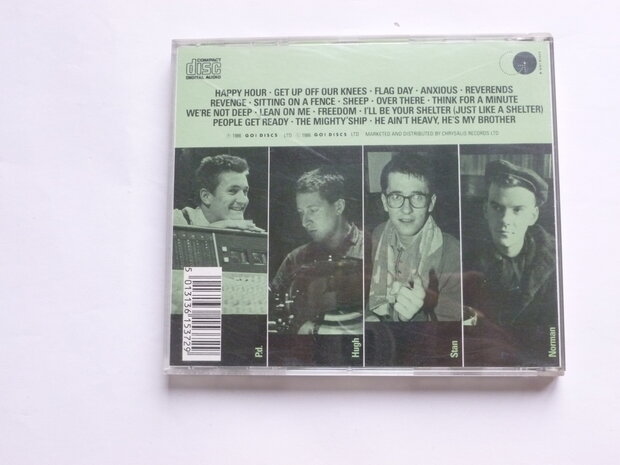 COMPACT
disc
DIGITAL AUDIO
HAPPY HOUR · GET UP OFF OUR KNEES · FLAG DAY · ANXIOUS · REVERENDS
REVENGE · SITTING ON A FENCE · SHEEP · OVER THERE · THINK FOR A MINUTE
WE'RE NOT DEEP · LEAN ON ME · FREEDOM · I'LL BE YOUR SHELTER (JUST LIKE A SHELTER)
PEOPLE GET READY · THE MIGHTY SHIP · HE AIN'T HEAVY, HE'S MY BROTHER
Ⓟ 1986 GO! DISCS LTD © 1986 GO! DISCS LTD MARKETED AND DISTRIBUTED BY CHRYSALIS RECORDS LTD
5 013136 153729
P.d.
Hugh
Stan
Norman